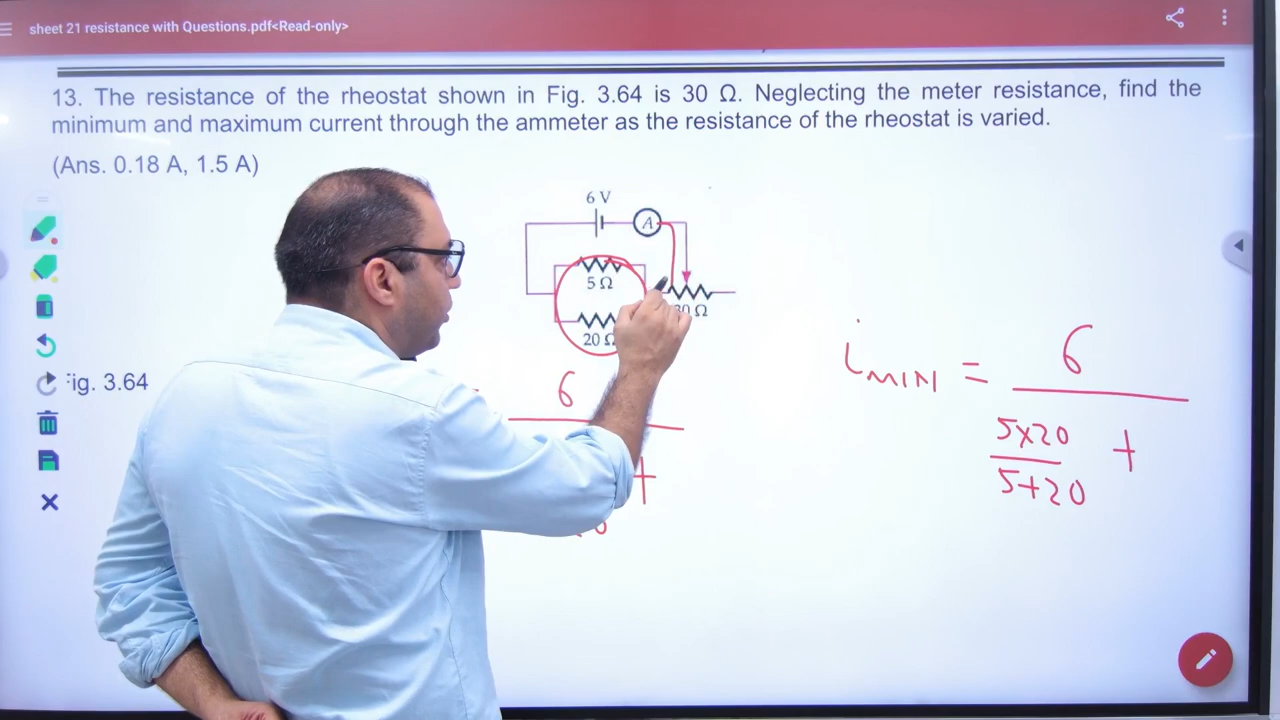 sheet 21 resistance with Questions.pdf<Read-only>
13. The resistance of the rheostat shown in Fig. 3.64 is 30 Ω. Neglecting the meter resistance, find the
minimum and maximum current through the ammeter as the resistance of the rheostat is varied.
(Ans. 0.18 A, 1.5 A)
6 V
A
5 Ω
20 Ω
ig. 3.64
6
+
i MIN = 6
5×20 +
5+20